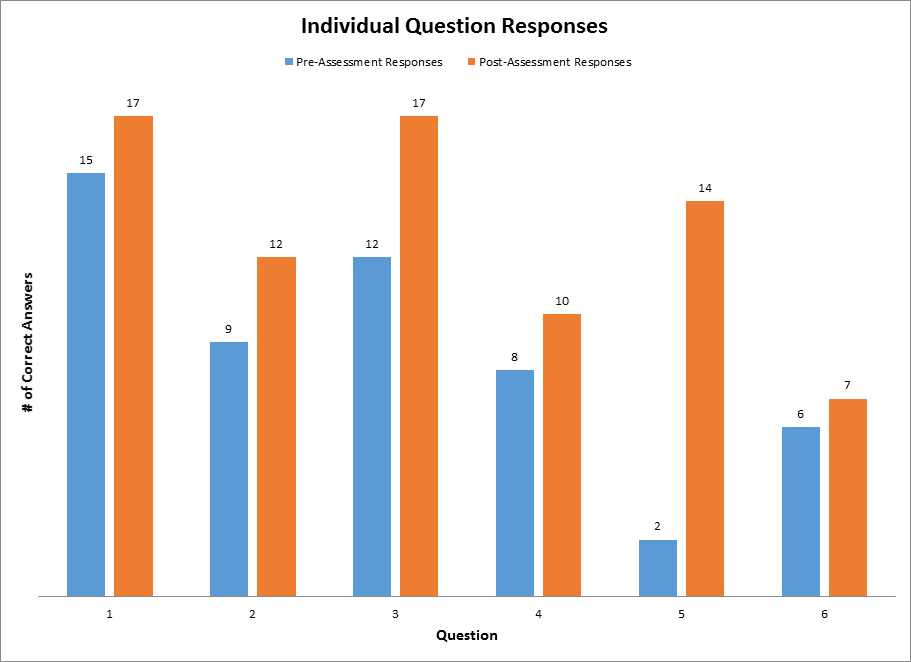 Individual Question Responses
Pre-Assessment Responses Post-Assessment Responses
17 17
15
14
12 12
12
10
9
8
7
6
2
# of Correct Answers
1 2 3 4 5 6
Question